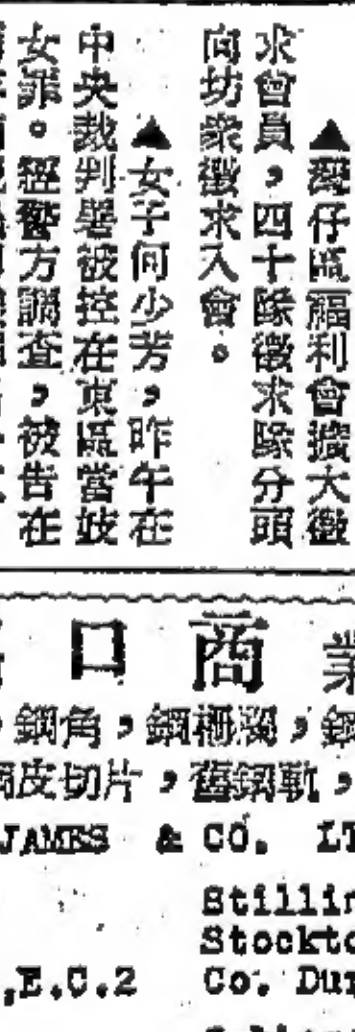 ▲灣仔區福利會擴大徵
求會員，四十隊徵求隊分頭
向坊衆徵求入會。
▲女子何少芳，昨午在
中央裁判署被控在東區當妓
女罪。經警方調查，被告在
口商業
，鋼角，鋼柵欄，鋼
皮切片，舊鋼軌，
JAMES & CO. LT
Stillin
Stockto
,E.C.2 Co. Dur